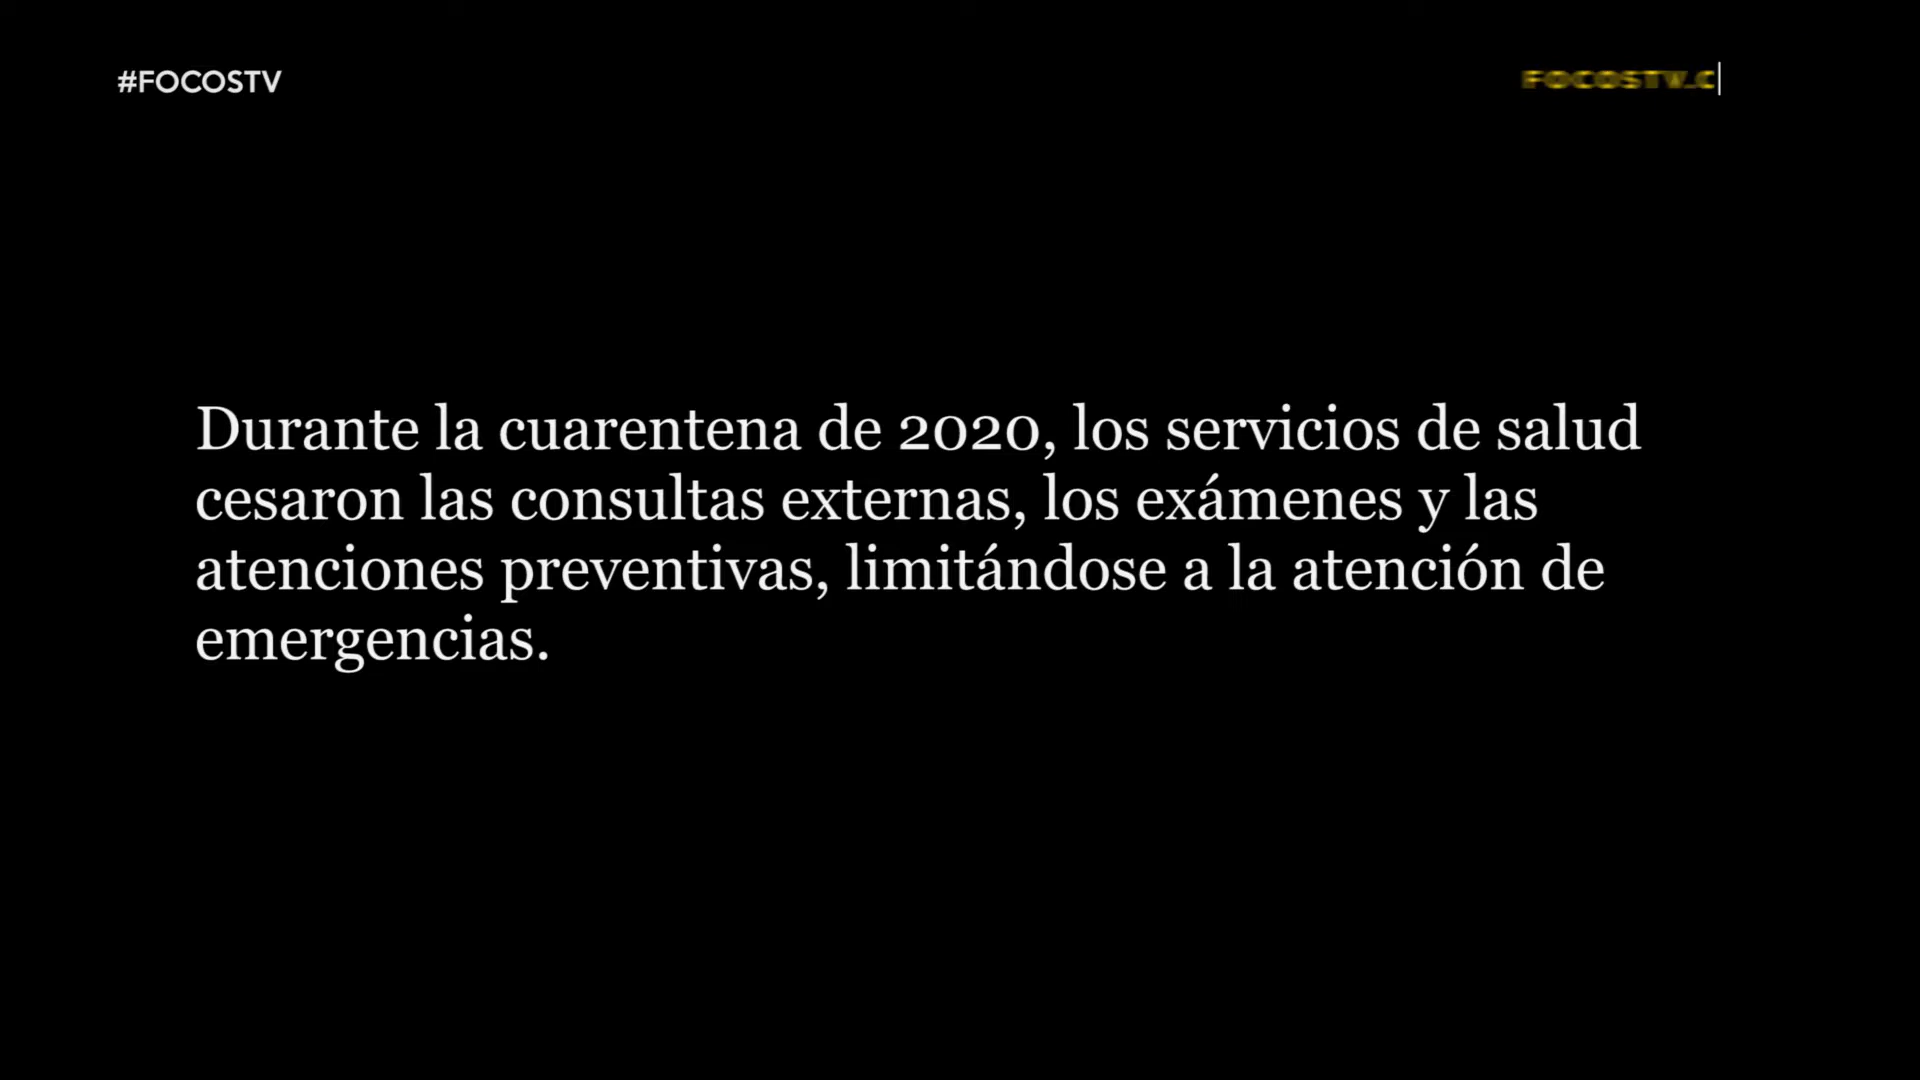 #FOCOSTV
FOCOSTV.C
Durante la cuarentena de 2020, los servicios de salud
cesaron las consultas externas, los exámenes y las
atenciones preventivas, limitándose a la atención de
emergencias.